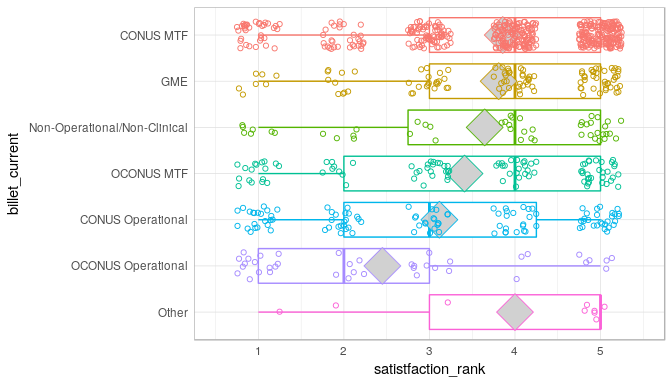 CONUS MTF
GME
Non-Operational/Non-Clinical
OCONUS MTF
CONUS Operational
OCONUS Operational
Other
billet_current
1 2 3 4 5
satistfaction_rank